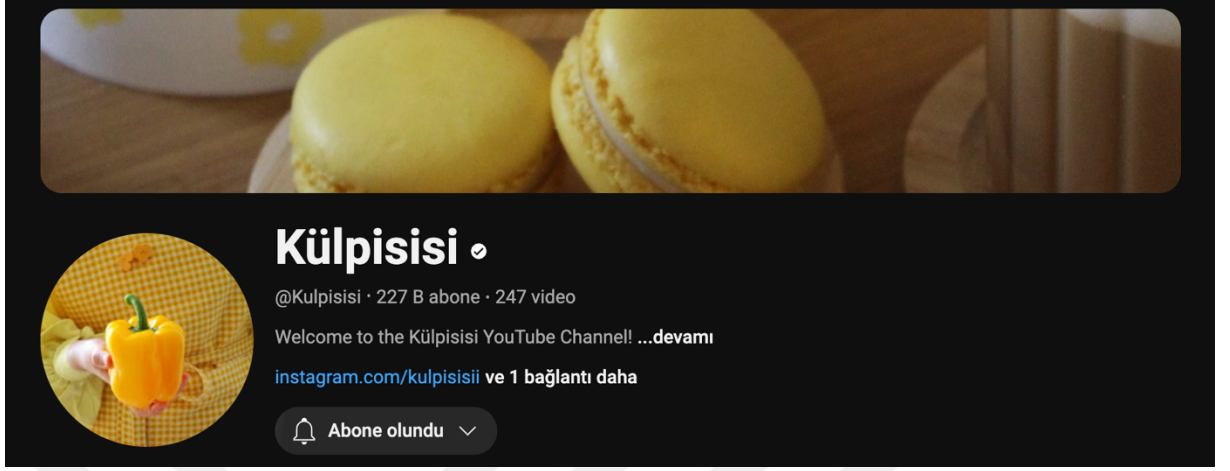 Külpisisi
@Kulpisisi · 227 B abone · 247 video
Welcome to the Külpisisi YouTube Channel! ...devamı
instagram.com/kulpisisii ve 1 bağlantı daha
Abone olundu